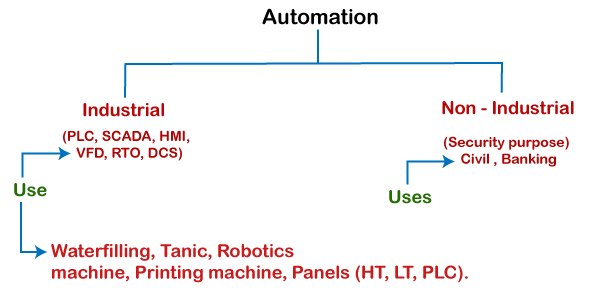 Automation
Industrial
(PLC, SCADA, HMI,
VFD, RTO, DCS)
Use
Waterfilling, Tanic, Robotics
machine, Printing machine, Panels (HT, LT, PLC).
Non - Industrial
(Security purpose)
Civil , Banking
Uses